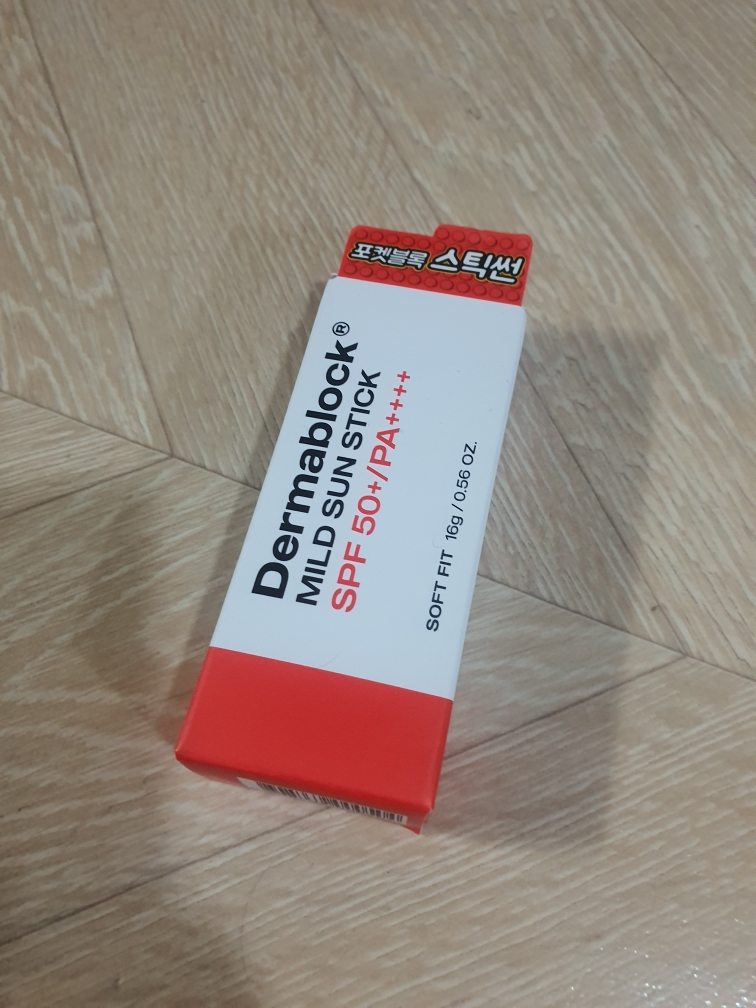 포켓블록 스틱썬
Dermablock®
MILD SUN STICK
SPF 50+/PA++++
SOFT FIT 16g / 0.56 OZ.